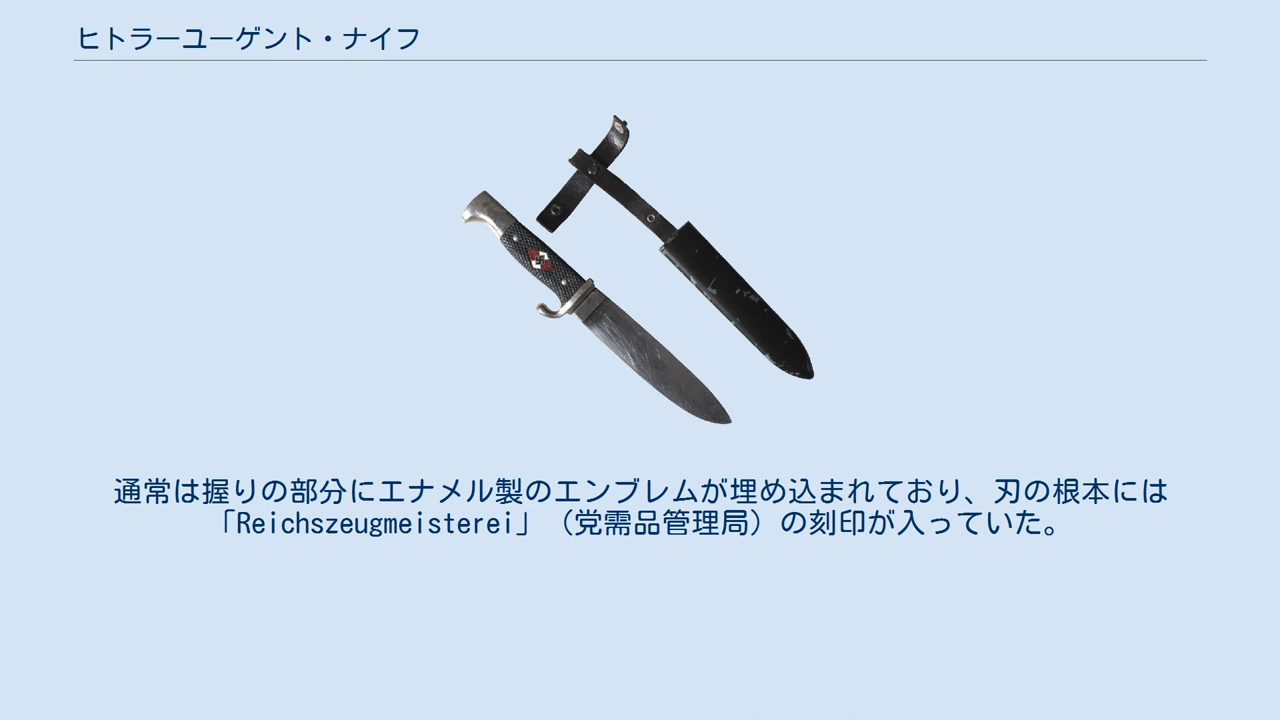 ヒトラーユーゲント・ナイフ
通常は握りの部分にエナメル製のエンブレムが埋め込まれており、刃の根本には
「Reichszeugmeisterei」（党需品管理局）の刻印が入っていた。